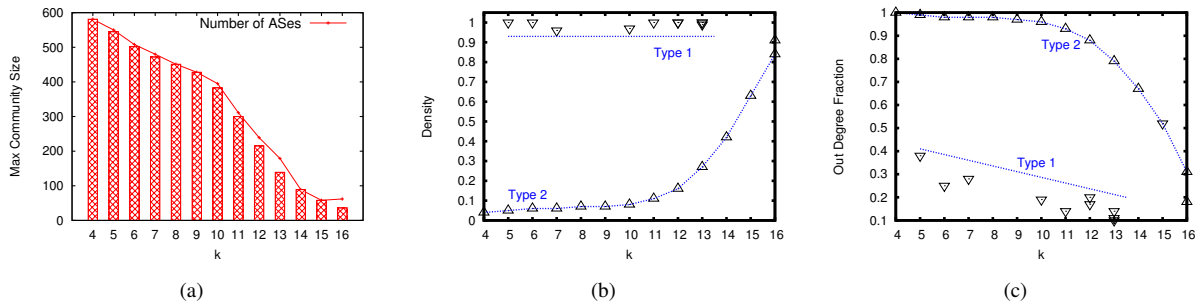 Number of ASes
Max Community Size
600
500
400
300
200
100
0
4 5 6 7 8 9 10 11 12 13 14 15 16
k
(a)
Density
1
0.9
0.8
0.7
0.6
0.5
0.4
0.3
0.2
0.1
0
Type 1
Type 2
4 5 6 7 8 9 10 11 12 13 14 15 16
k
(b)
Out Degree Fraction
1
0.9
0.8
0.7
0.6
0.5
0.4
0.3
0.2
0.1
Type 2
Type 1
4 5 6 7 8 9 10 11 12 13 14 15 16
k
(c)